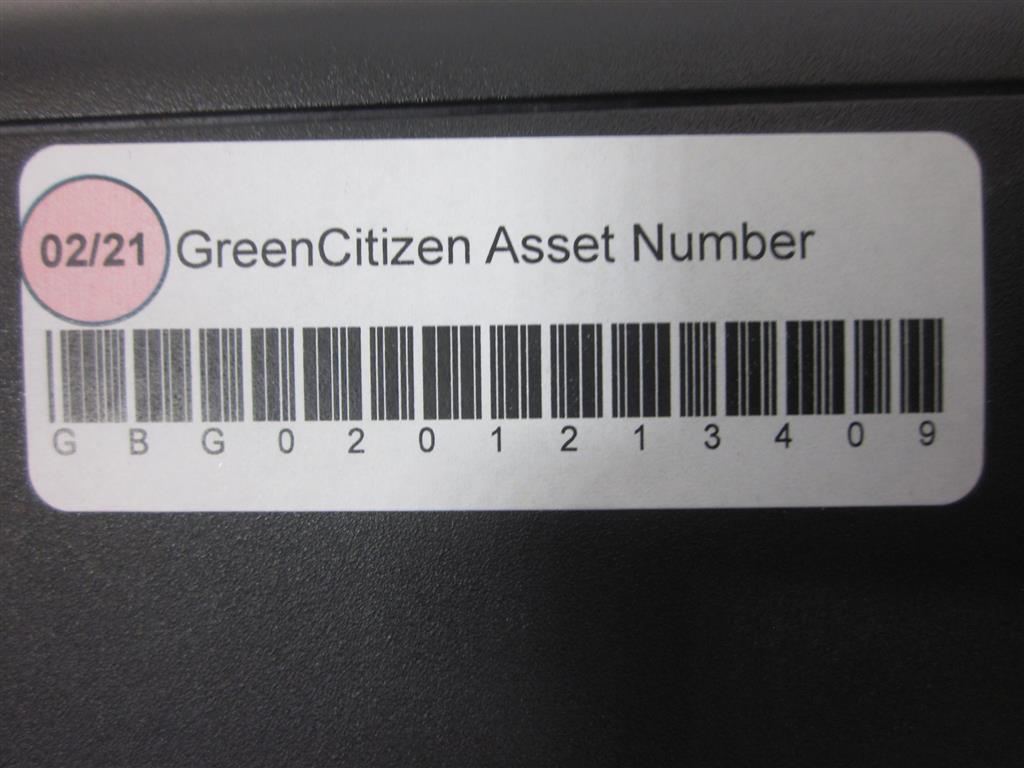 02/21 GreenCitizen Asset Number
G B G 0 2 0 1 2 1 3 4 0 9